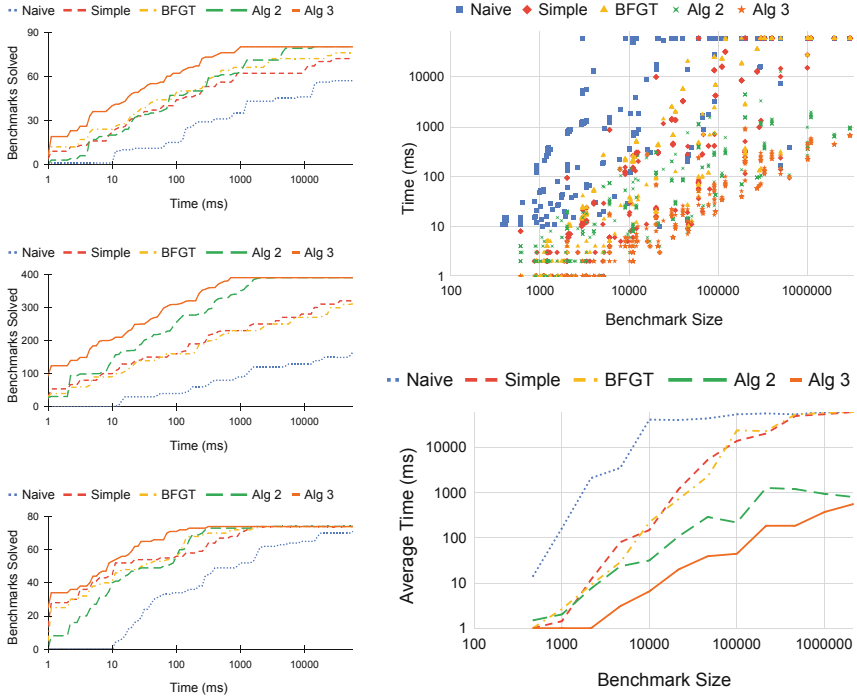 Naive Simple BFGT Alg 2 Alg 3
Benchmarks Solved
90
60
30
0
1 10 100 1000 10000
Time (ms)
Naive Simple BFGT Alg 2 Alg 3
Benchmarks Solved
400
300
200
100
0
1 10 100 1000 10000
Time (ms)
Naive Simple BFGT Alg 2 Alg 3
Benchmarks Solved
80
60
40
20
0
1 10 100 1000 10000
Time (ms)
Naive Simple BFGT Alg 2 Alg 3
Time (ms)
10000
1000
100
10
1
100 1000 10000 100000 1000000
Benchmark Size
Naive Simple BFGT Alg 2 Alg 3
Average Time (ms)
10000
1000
100
10
1
100 1000 10000 100000 1000000
Benchmark Size